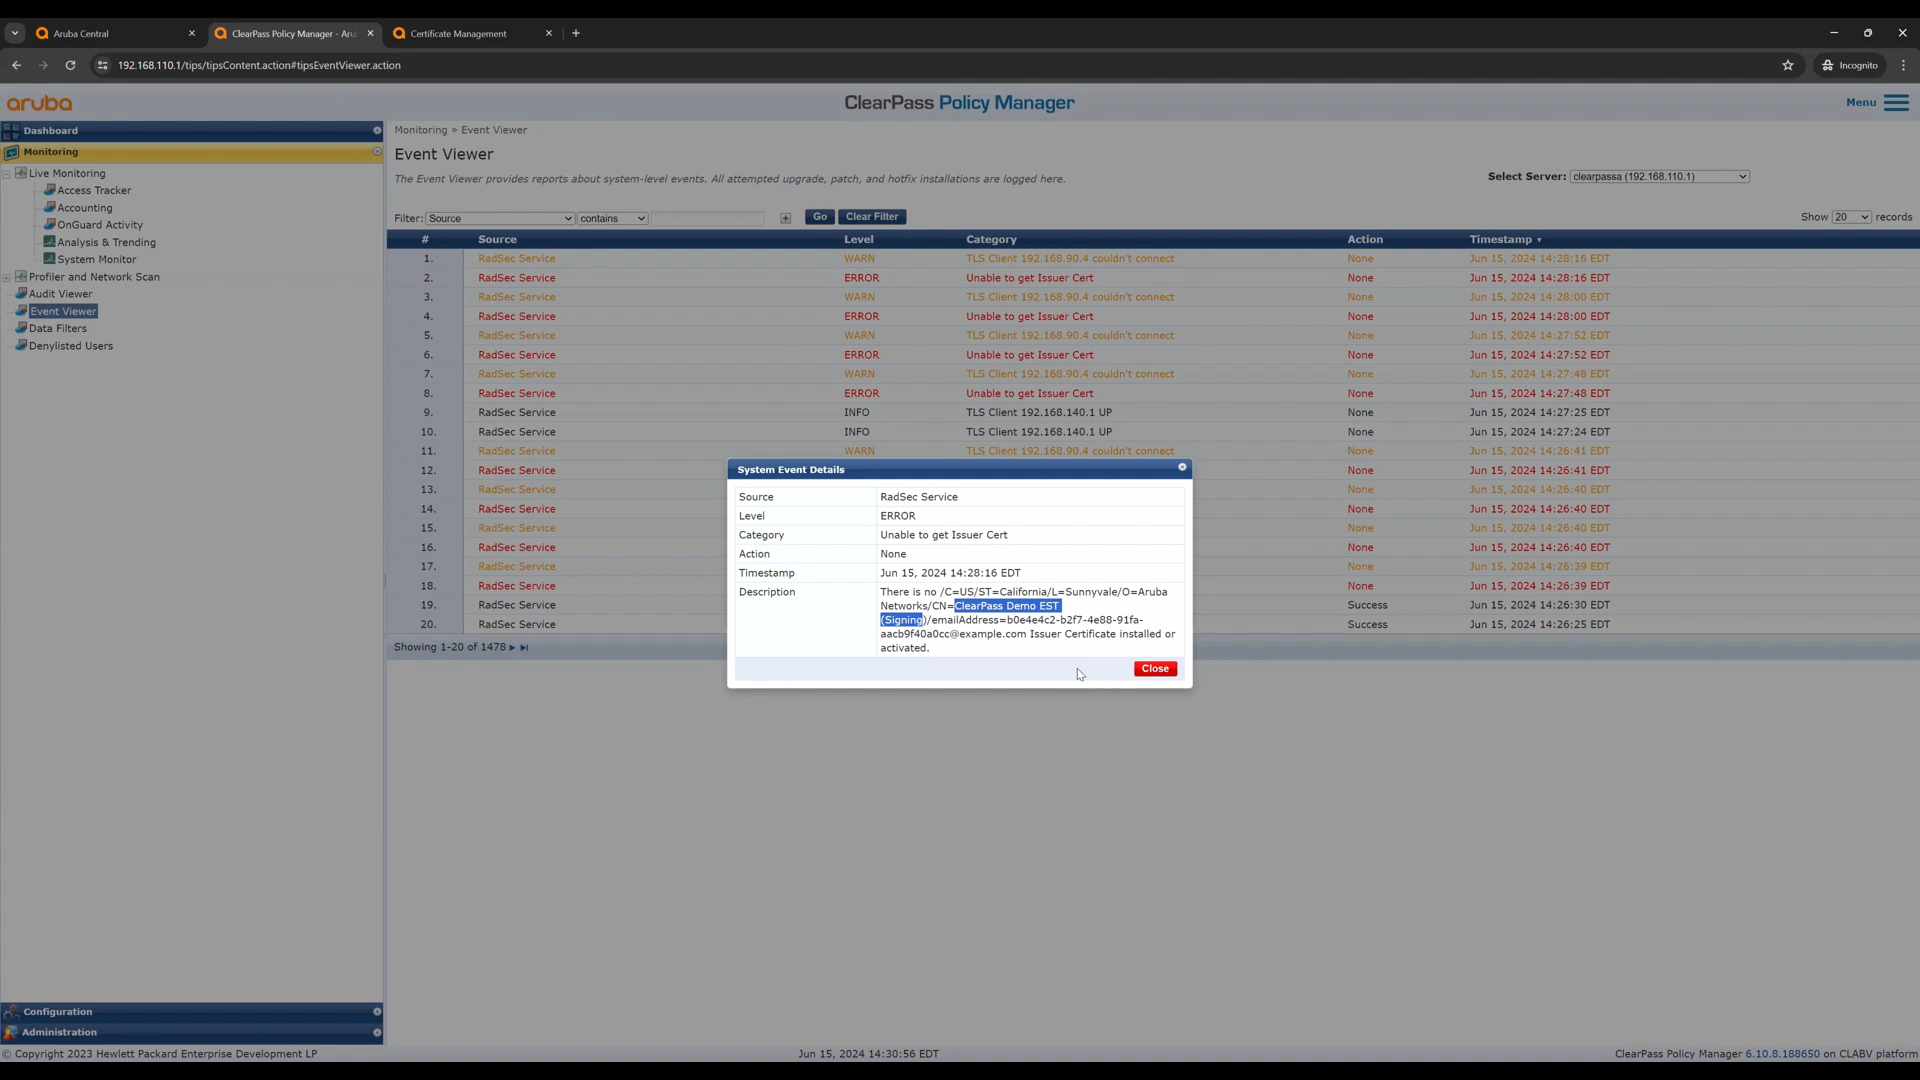 Aruba Central
ClearPass Policy Manager - Aru
Certificate Management
192.168.110.1/tips/tipsContent.action#tipsEventViewer.action
Incognito
aruba
ClearPass Policy Manager
Menu
Dashboard
Monitoring
Live Monitoring
Access Tracker
Accounting
OnGuard Activity
Analysis & Trending
System Monitor
Profiler and Network Scan
Audit Viewer
Event Viewer
Data Filters
Denylisted Users
Configuration
Administration
Monitoring » Event Viewer
Event Viewer
The Event Viewer provides reports about system-level events. All attempted upgrade, patch, and hotfix installations are logged here.
Select Server: clearpassa (192.168.110.1)
Filter: Source contains Go Clear Filter
Show 20 records
# Source Level Category Action Timestamp
1. RadSec Service WARN TLS Client 192.168.90.4 couldn't connect None Jun 15, 2024 14:28:16 EDT
2. RadSec Service ERROR Unable to get Issuer Cert None Jun 15, 2024 14:28:16 EDT
3. RadSec Service WARN TLS Client 192.168.90.4 couldn't connect None Jun 15, 2024 14:28:00 EDT
4. RadSec Service ERROR Unable to get Issuer Cert None Jun 15, 2024 14:28:00 EDT
5. RadSec Service WARN TLS Client 192.168.90.4 couldn't connect None Jun 15, 2024 14:27:52 EDT
6. RadSec Service ERROR Unable to get Issuer Cert None Jun 15, 2024 14:27:52 EDT
7. RadSec Service WARN TLS Client 192.168.90.4 couldn't connect None Jun 15, 2024 14:27:48 EDT
8. RadSec Service ERROR Unable to get Issuer Cert None Jun 15, 2024 14:27:48 EDT
9. RadSec Service INFO TLS Client 192.168.140.1 UP None Jun 15, 2024 14:27:25 EDT
10. RadSec Service INFO TLS Client 192.168.140.1 UP None Jun 15, 2024 14:27:24 EDT
11. RadSec Service WARN TLS Client 192.168.90.4 couldn't connect None Jun 15, 2024 14:26:41 EDT
12. RadSec Service None Jun 15, 2024 14:26:41 EDT
13. RadSec Service None Jun 15, 2024 14:26:40 EDT
14. RadSec Service None Jun 15, 2024 14:26:40 EDT
15. RadSec Service None Jun 15, 2024 14:26:40 EDT
16. RadSec Service None Jun 15, 2024 14:26:40 EDT
17. RadSec Service None Jun 15, 2024 14:26:40 EDT
18. RadSec Service None Jun 15, 2024 14:26:39 EDT
19. RadSec Service Success Jun 15, 2024 14:26:30 EDT
20. RadSec Service Success Jun 15, 2024 14:26:25 EDT
Showing 1-20 of 1478
System Event Details
Source RadSec Service
Level ERROR
Category Unable to get Issuer Cert
Action None
Timestamp Jun 15, 2024 14:28:16 EDT
Description There is no /C=US/ST=California/L=Sunnyvale/O=Aruba
Networks/CN=ClearPass Demo EST
(Signing)/emailAddress=b0e4e4c2-b2f7-4e88-91fa-
aacb9f40a0cc@example.com Issuer Certificate installed or
activated.
Close
© Copyright 2023 Hewlett Packard Enterprise Development LP
Jun 15, 2024 14:30:56 EDT
ClearPass Policy Manager 6.10.8.188650 on CLABV platform